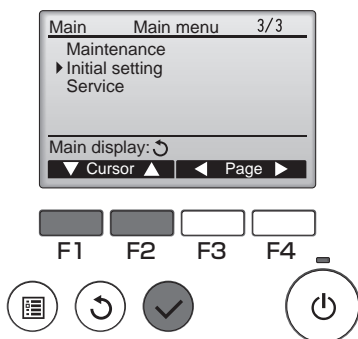 Main Main menu 3/3
Maintenance
Initial setting
Service
Main display:
Cursor Page
F1 F2 F3 F4